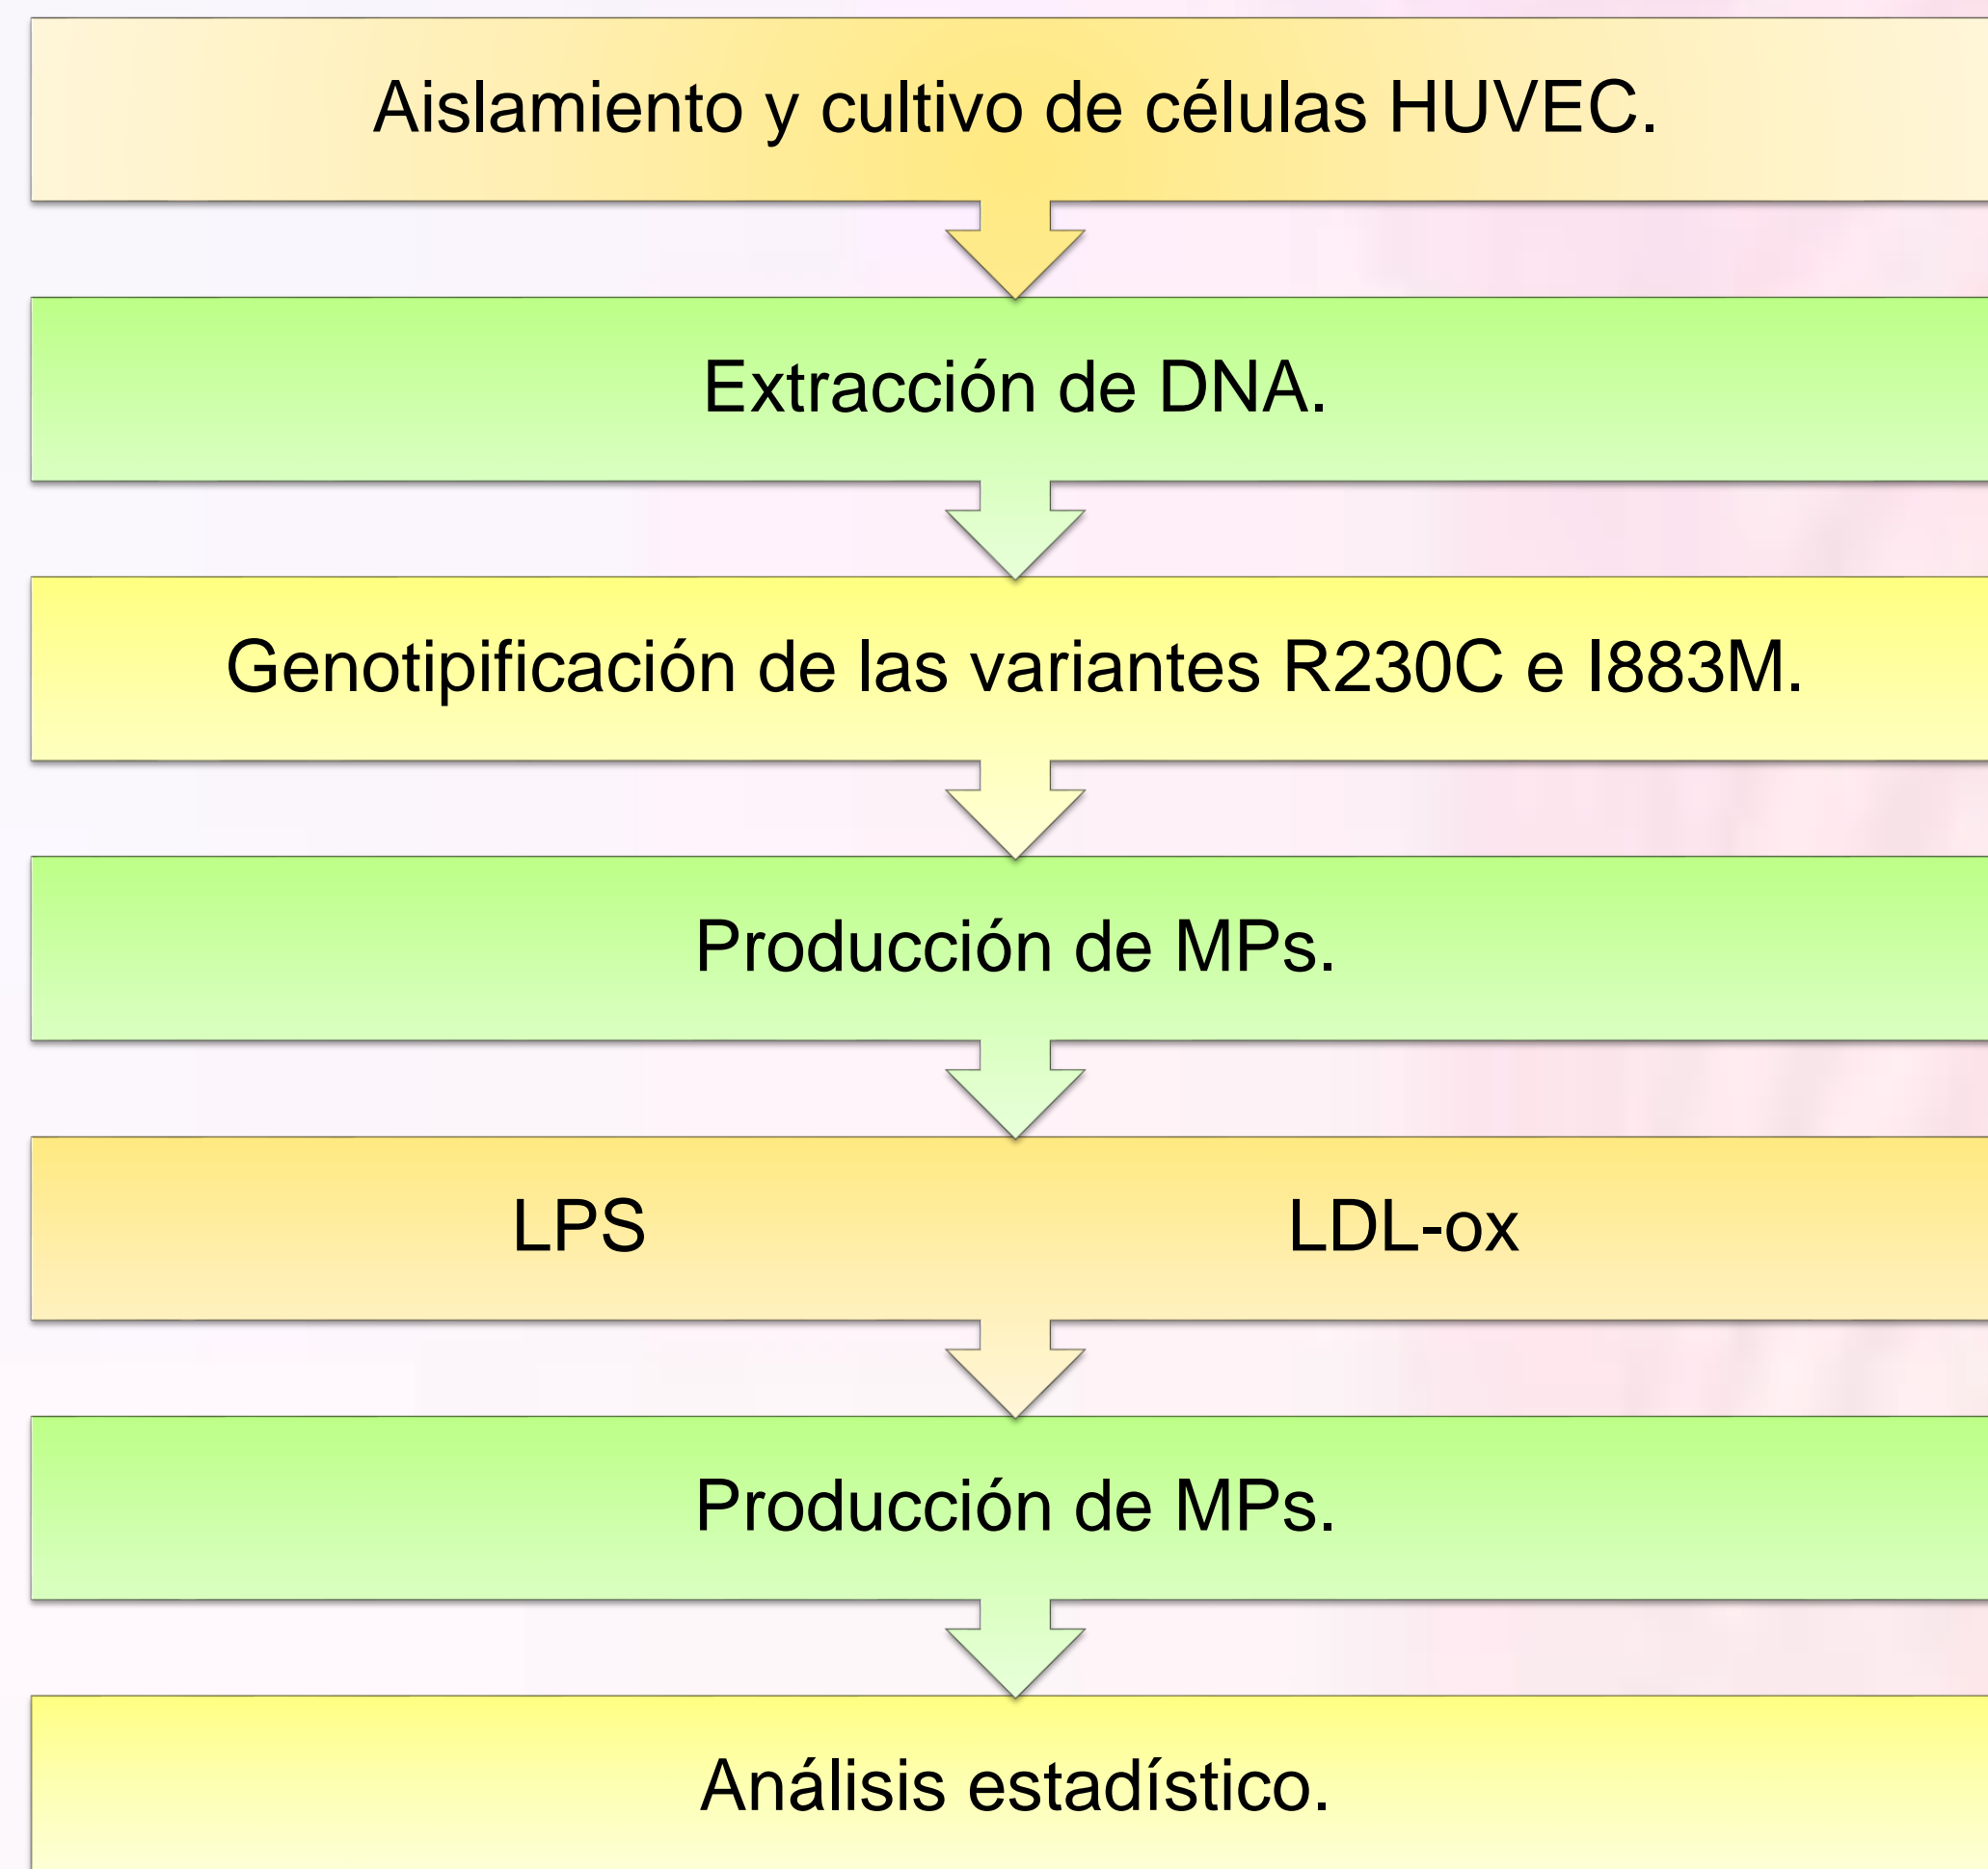 Aislamiento y cultivo de células HUVEC.
Extracción de DNA.
Genotipificación de las variantes R230C e I883M.
Producción de MPs.
LPS LDL-ox
Producción de MPs.
Análisis estadístico.